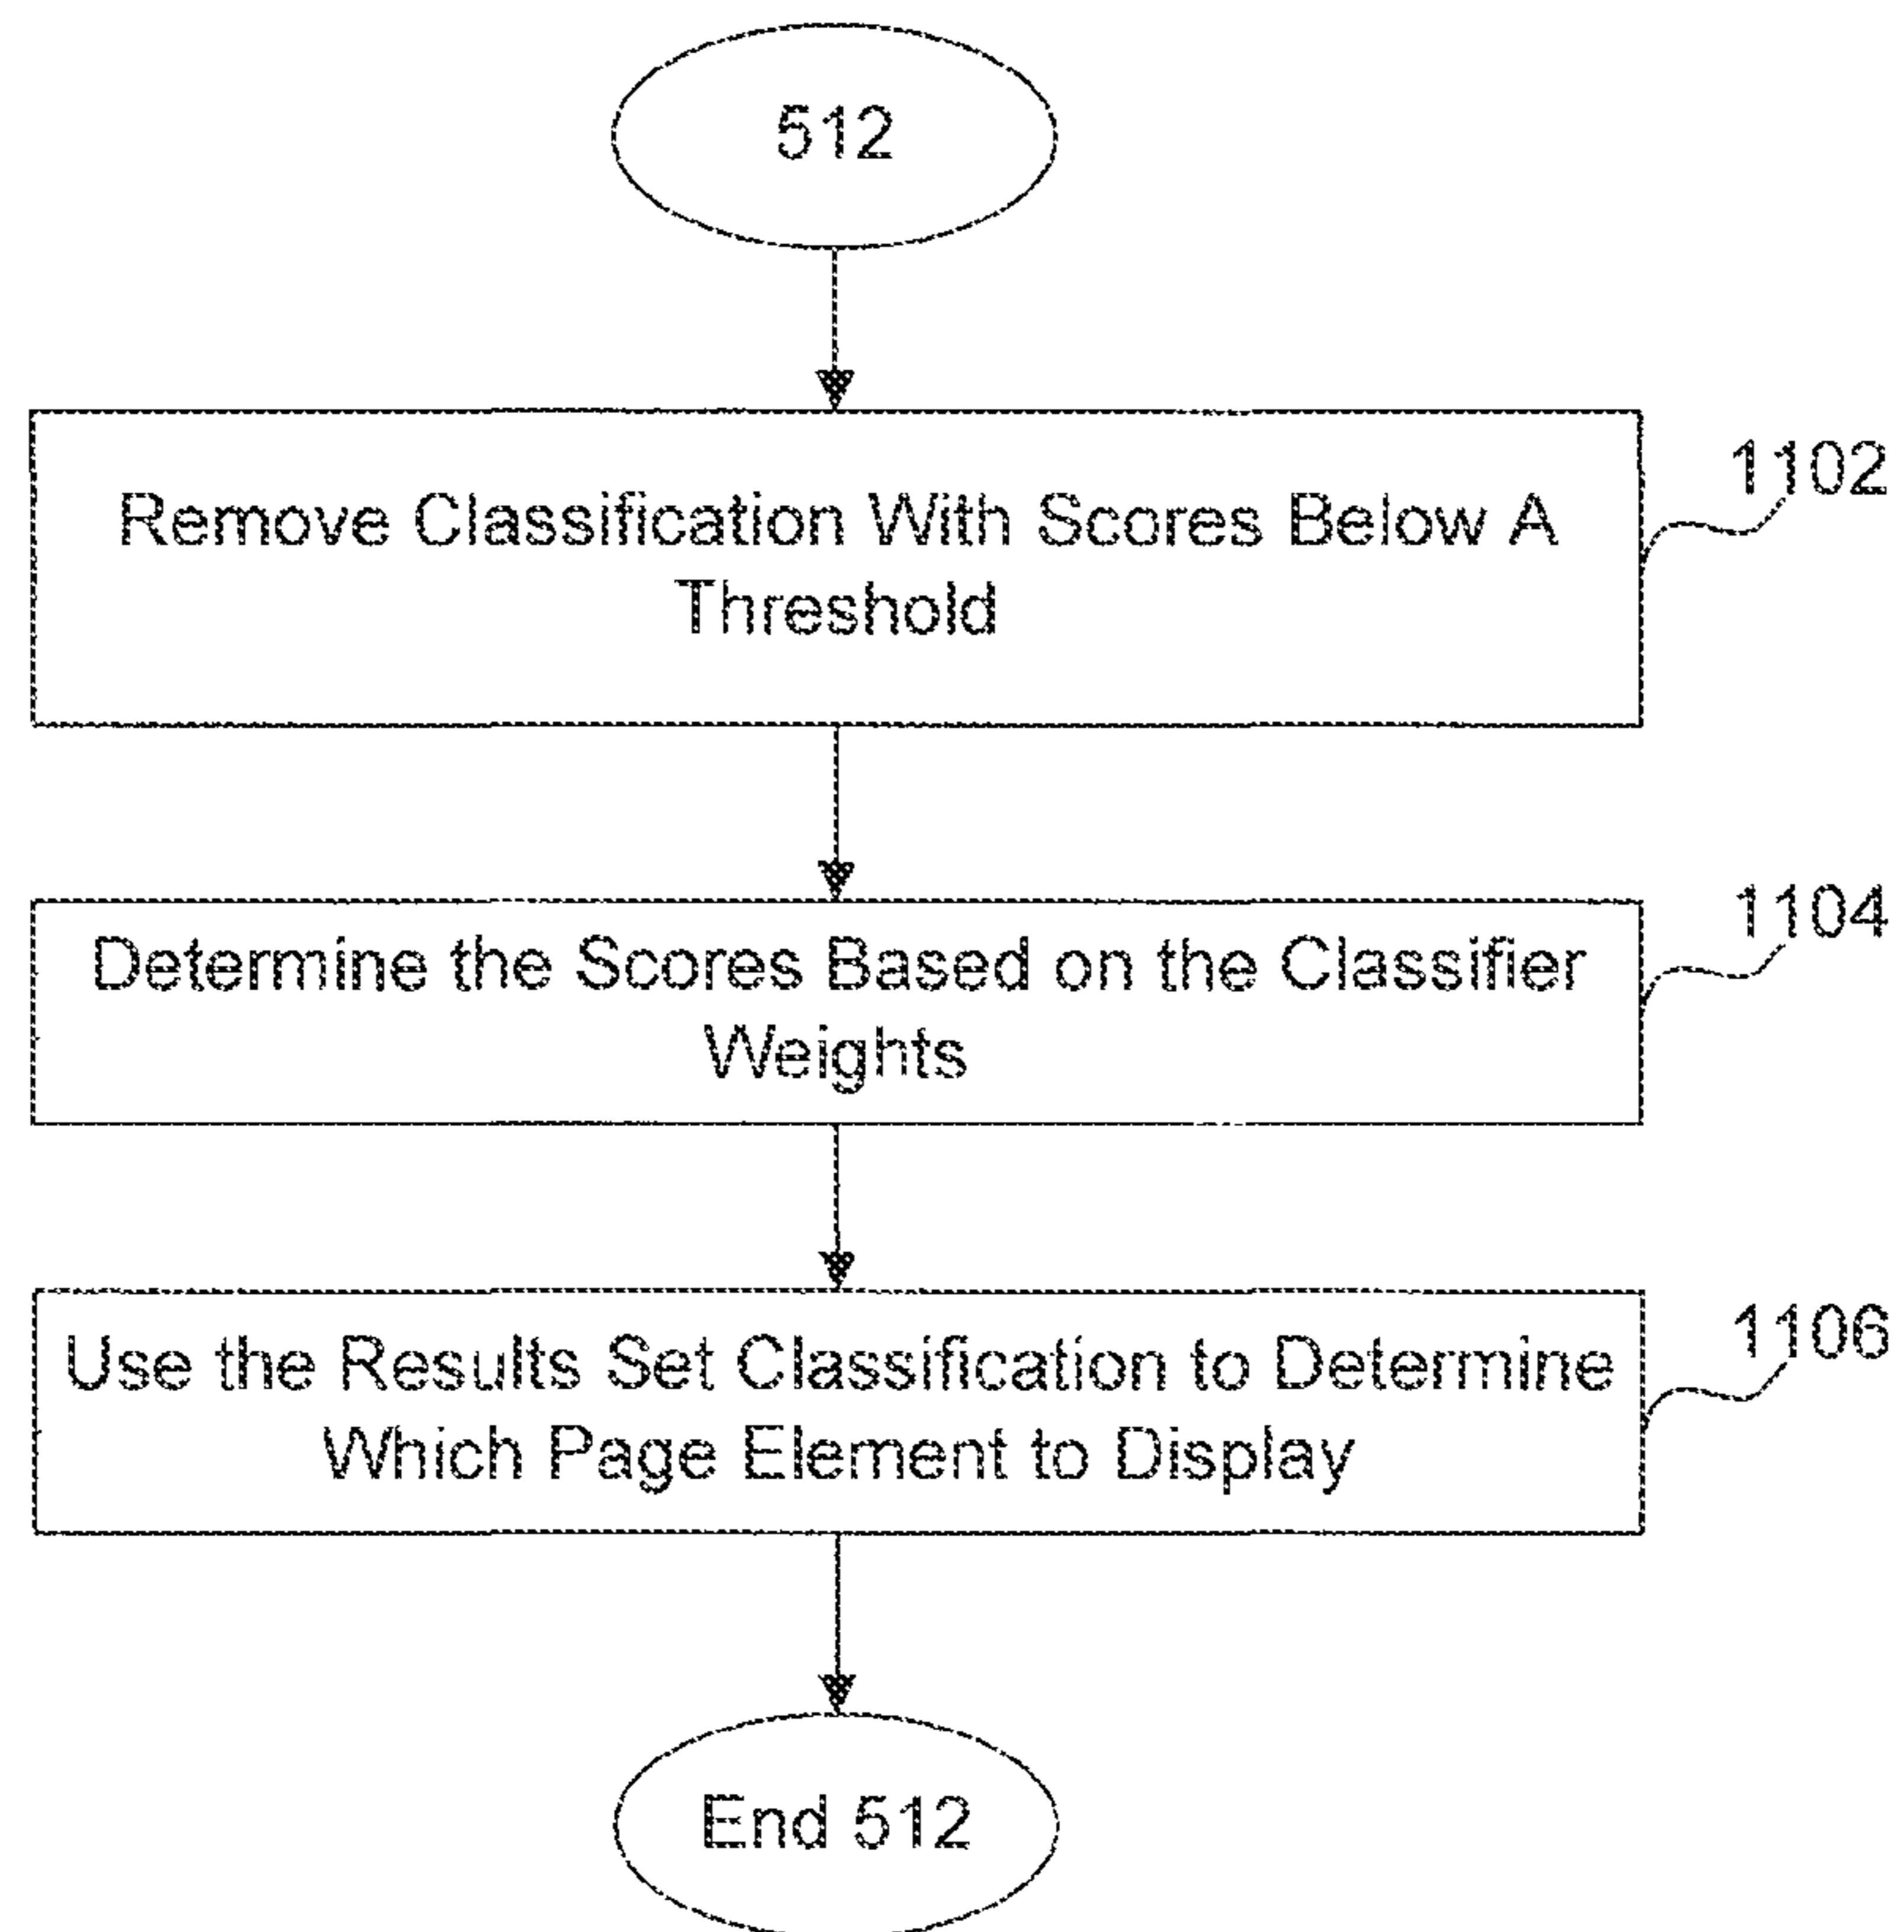 512
Remove Classification With Scores Below A
Threshold
1102
Determine the Scores Based on the Classifier
Weights
1104
Use the Results Set Classification to Determine
Which Page Element to Display
1106
End 512